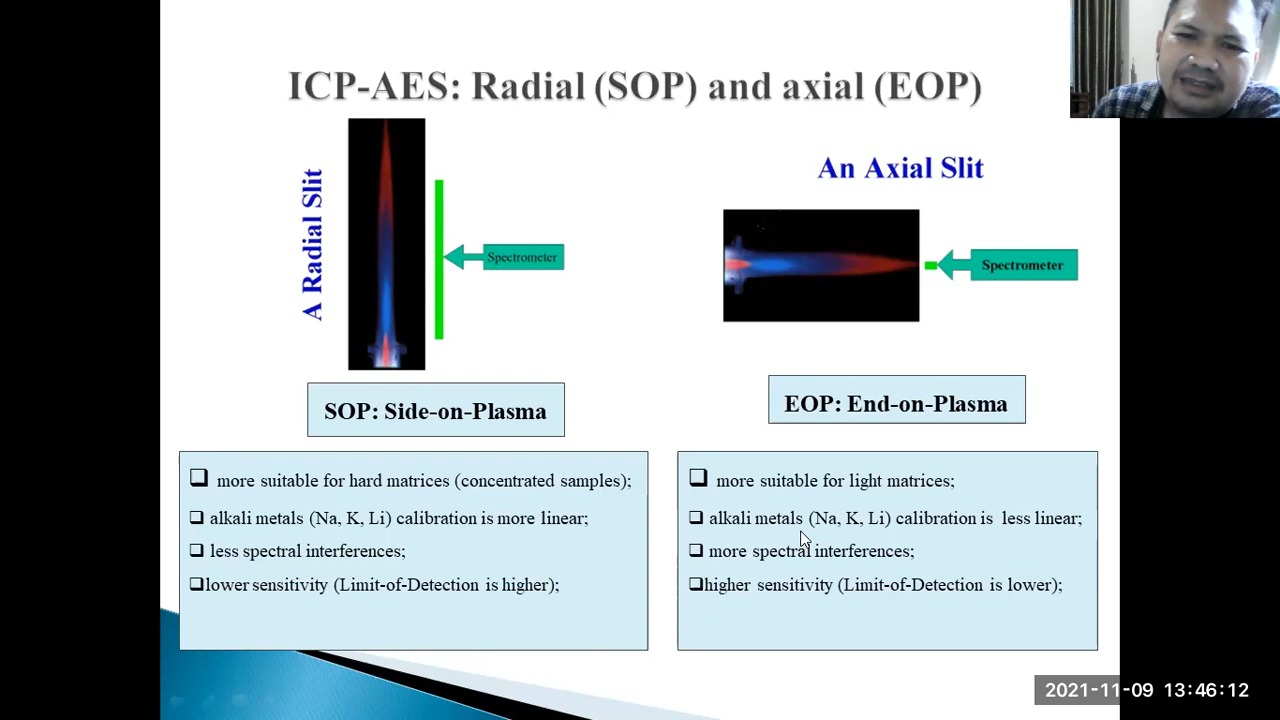 ICP-AES: Radial (SOP) and axial (EOP)
A Radial Slit
Spectrometer
An Axial Slit
Spectrometer
SOP: Side-on-Plasma
EOP: End-on-Plasma
more suitable for hard matrices (concentrated samples);
alkali metals (Na, K, Li) calibration is more linear;
less spectral interferences;
lower sensitivity (Limit-of-Detection is higher);
more suitable for light matrices;
alkali metals (Na, K, Li) calibration is less linear;
more spectral interferences;
higher sensitivity (Limit-of-Detection is lower);
2021-11-09 13:46:12